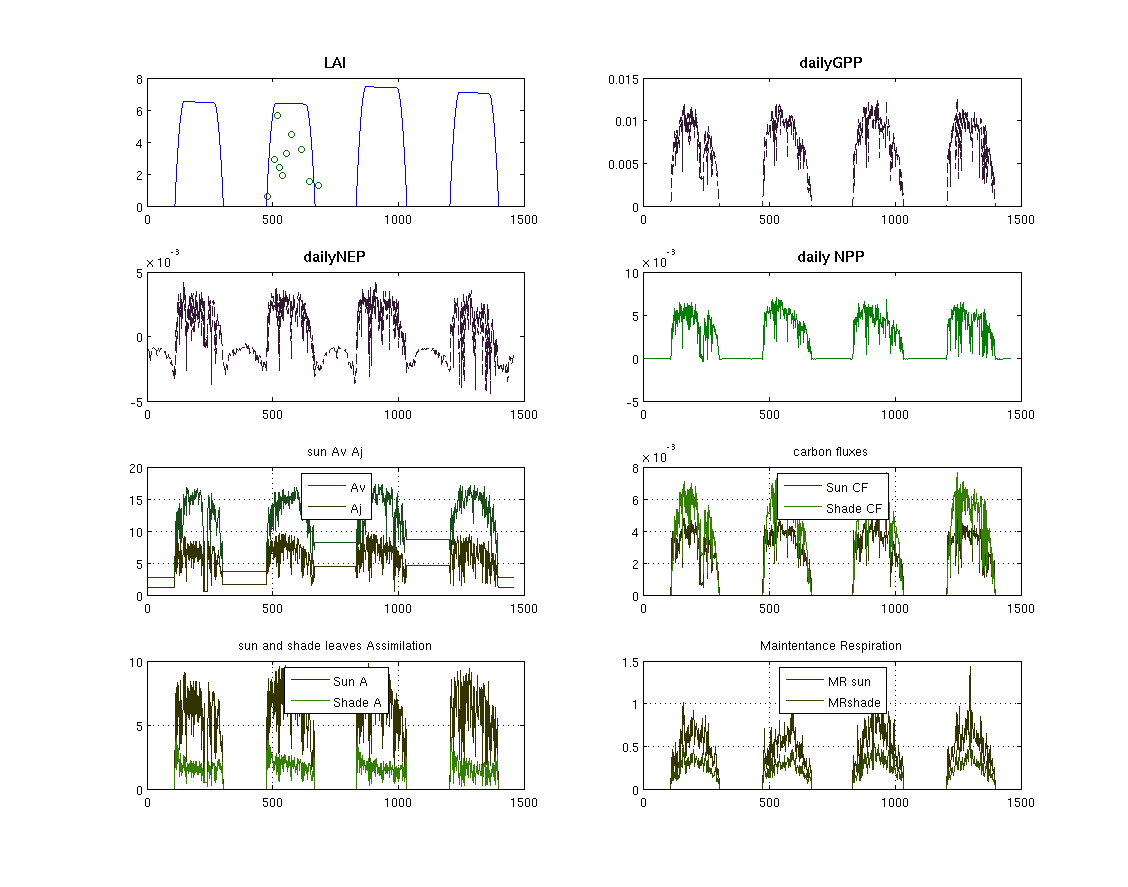 LAI
8
6
4
2
0
0 500 1000 1500
dailyGPP
0.015
0.01
0.005
0
0 500 1000 1500
dailyNEP
× 10⁻³
5
0
-5
0 500 1000 1500
daily NPP
× 10⁻³
10
5
0
-5
0 500 1000 1500
sun Av Aj
20
15
10
5
0
Av
Aj
0 500 1000 1500
carbon fluxes
× 10⁻³
8
6
4
2
0
Sun CF
Shade CF
0 500 1000 1500
sun and shade leaves Assimilation
10
5
0
Sun A
Shade A
0 500 1000 1500
Maintentance Respiration
1.5
1
0.5
0
MR sun
MRshade
0 500 1000 1500